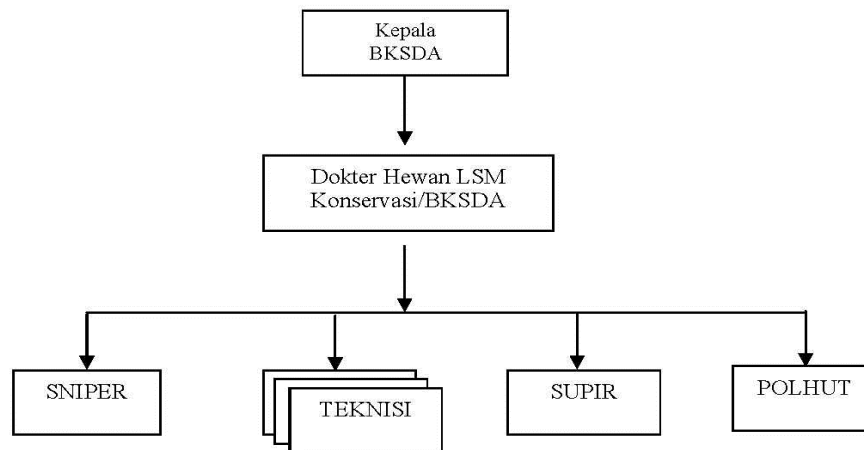 Kepala
BKSDA
Dokter Hewan LSM
Konservasi/BKSDA
SNIPER
TEKNISI
SUPIR
POLHUT